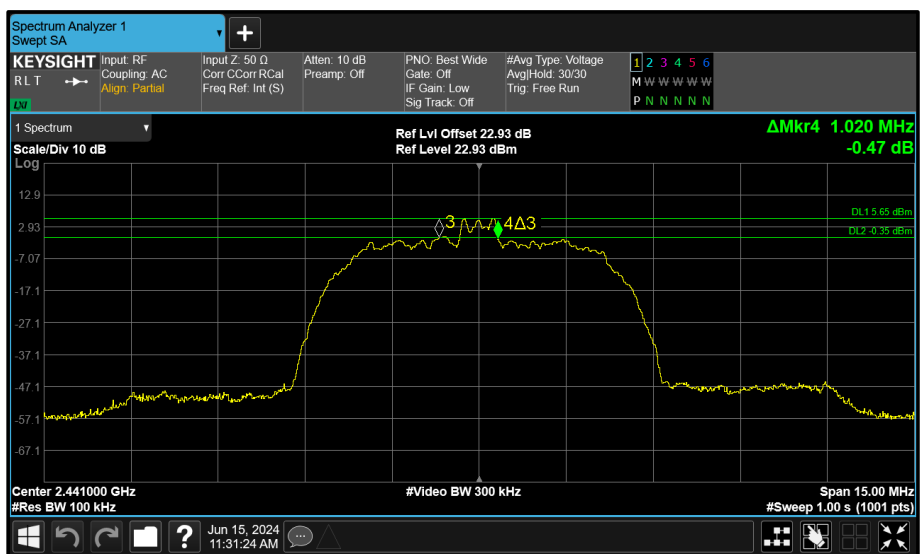 Spectrum Analyzer 1
Swept SA
+
KEYSIGHT
R L T
LXI
Input: RF
Coupling: AC
Align: Partial
Input Z: 50 Ω
Corr CCorr RCal
Freq Ref: Int (S)
Atten: 10 dB
Preamp: Off
PNO: Best Wide
Gate: Off
IF Gain: Low
Sig Track: Off
#Avg Type: Voltage
Avg|Hold: 30/30
Trig: Free Run
1 2 3 4 5 6
M W W W W W
P N N N N N
1 Spectrum
Scale/Div 10 dB
Log
Ref Lvl Offset 22.93 dB
Ref Level 22.93 dBm
ΔMkr4 1.020 MHz
-0.47 dB
12.9
DL1 5.65 dBm
2.93
3
4Δ3
DL2 -0.35 dBm
-7.07
-17.1
-27.1
-37.1
-47.1
-57.1
-67.1
Center 2.441000 GHz
#Video BW 300 kHz
Span 15.00 MHz
#Res BW 100 kHz
#Sweep 1.00 s (1001 pts)
?
Jun 15, 2024
11:31:24 AM